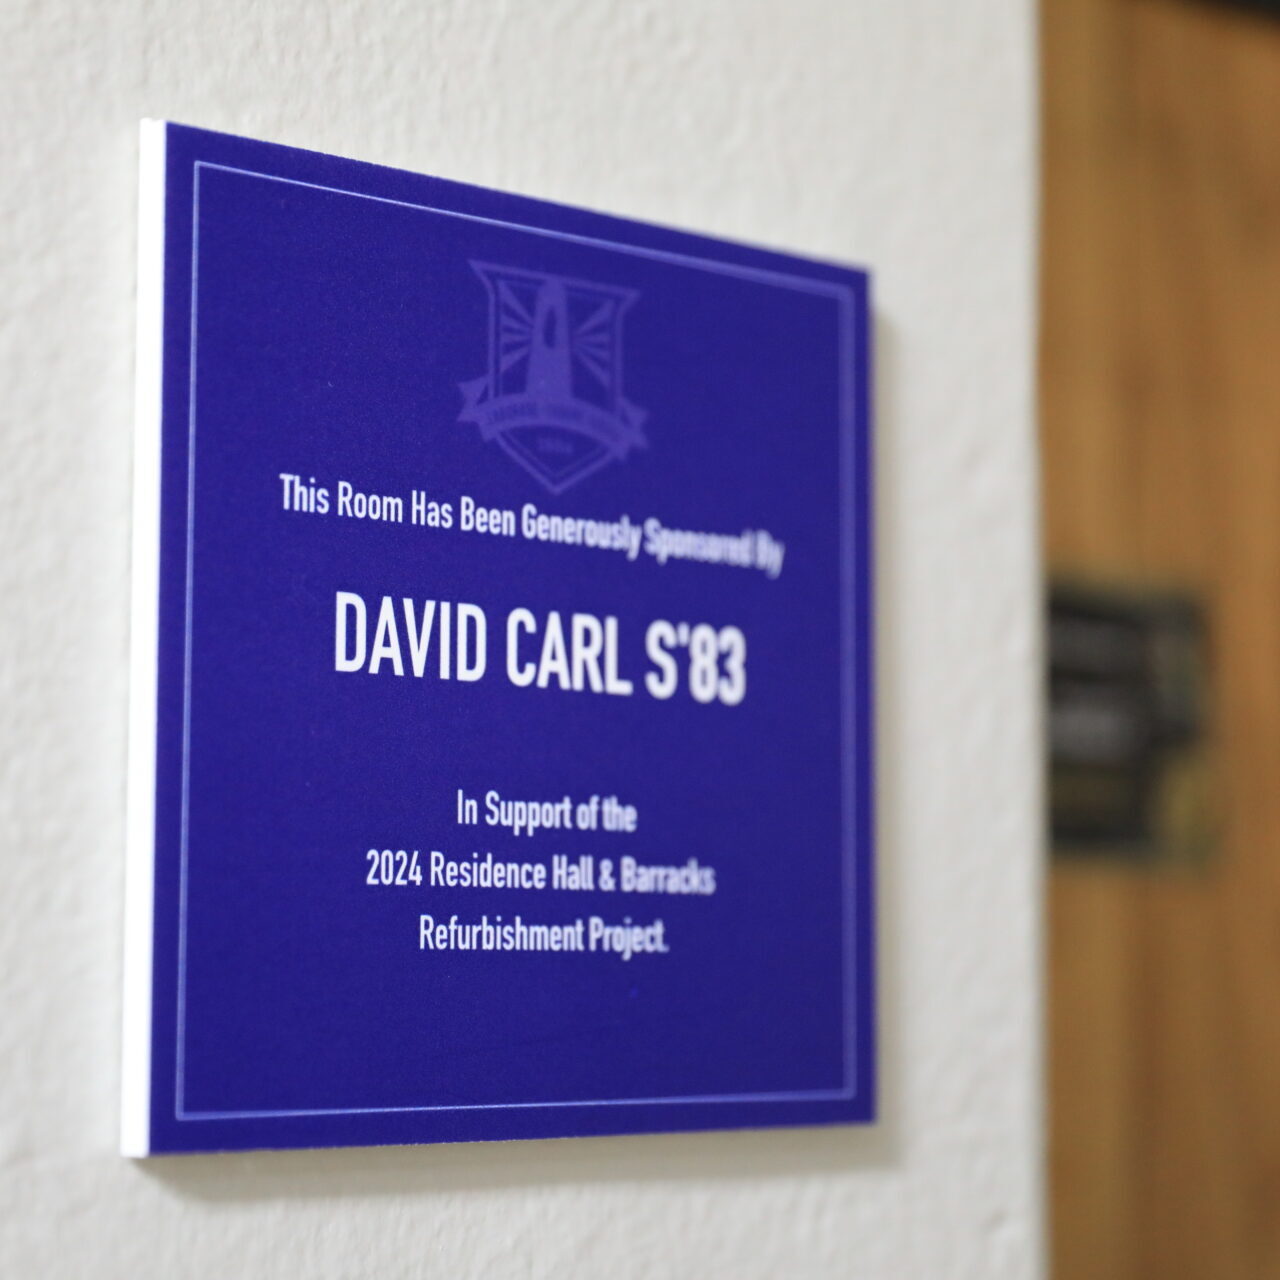 This Room Has Been Generously Sponsored By
DAVID CARL S'83
In Support of the
2024 Residence Hall & Barracks
Refurbishment Project.